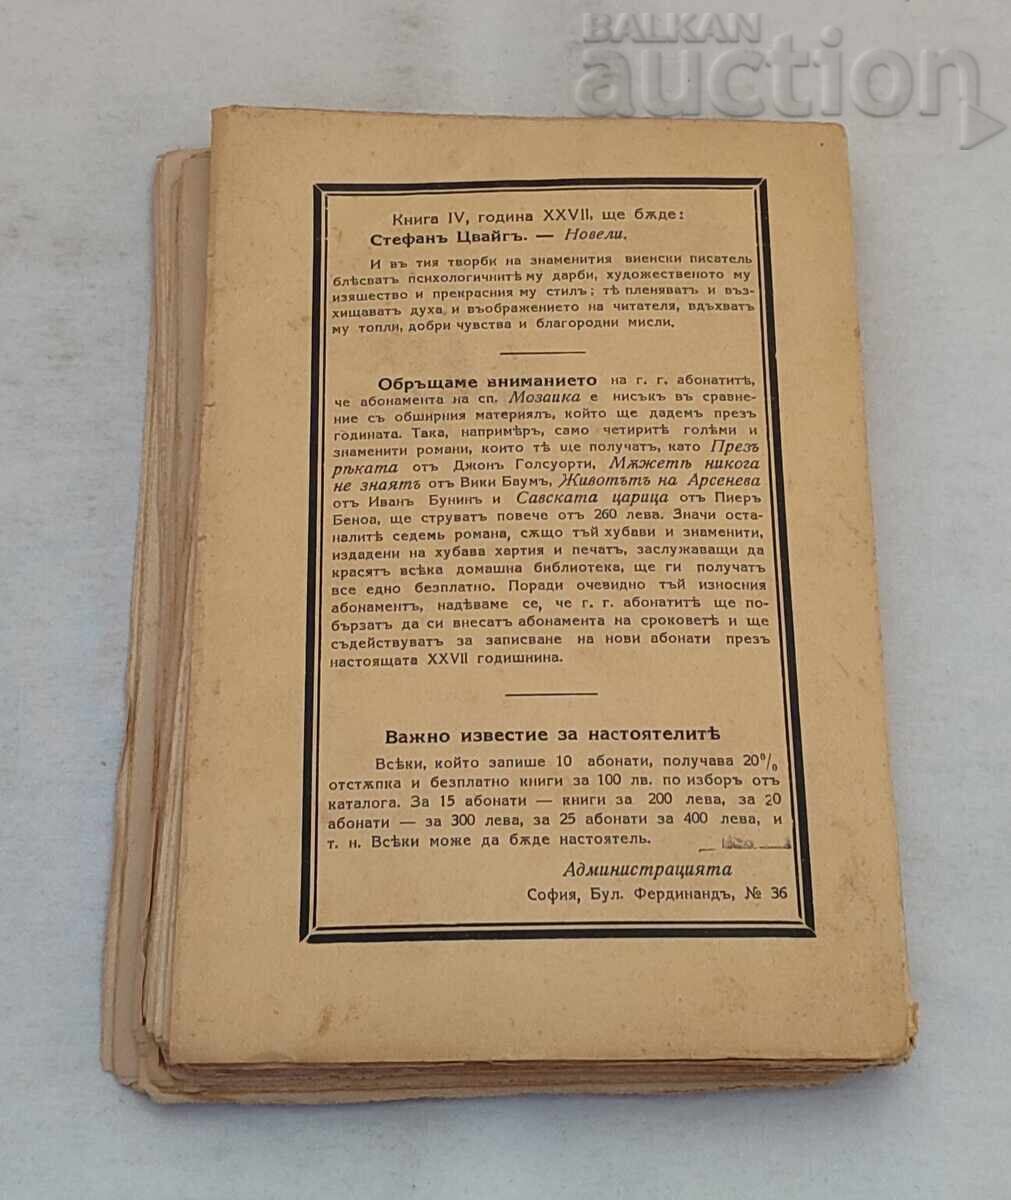 BALKAN
auction
Книга IV, година XXVII, ще бѫде:
Стефанъ Цвайгъ. — Новели.
И въ тия творби на знаменития виенски писатель
блѣсватъ психологичнитѣ му дарби, художественото му
изяшество и прекрасния му стилъ; тѣ пленяватъ и въз-
хищаватъ духа и въображението на читателя, вдъхватъ
му топли, добри чувства и благородни мисли.
Обръщаме вниманието на г. г. абонатитѣ,
че абонамента на сп. Мозаика е нисъкъ въ сравне-
ние съ обширния материялъ, който ще дадемъ презъ
годината. Така, напримѣръ, само четиритѣ голѣми и
знаменити романи, които тѣ ще получатъ, като Презъ
рѣката отъ Джонъ Голсуорти, Мѫжетѣ никога
не знаятъ отъ Вики Баумъ, Животътъ на Арсенева
отъ Иванъ Бунинъ и Савската царица отъ Пиеръ
Беноа, ще струватъ повече отъ 260 лева. Значи оста-
налитѣ седемь романа, сѫщо тъй хубави и знаменити,
издадени на хубава хартия и печатъ, заслужаващи да
красятъ всѣка домашна библиотека, ще ги получатъ
все едно безплатно. Поради очевидно тъй износния
абонаментъ, надѣваме се, че г. г. абонатитѣ ще по-
бързатъ да си внесатъ абонамента на сроковетѣ и ще
съдействуватъ за записване на нови абонати презъ
настоящата XXVII годишнина.
Важно известие за настоятелитѣ
Всѣки, който запише 10 абонати, получава 20%
отстѫпка и безплатно книги за 100 лв. по изборъ отъ
каталога. За 15 абонати — книги за 200 лева, за 20
абонати — за 300 лева, за 25 абонати за 400 лева, и
т. н. Всѣки може да бѫде настоятель.
Администрацията
София, Бул. Фердинандъ, № 36